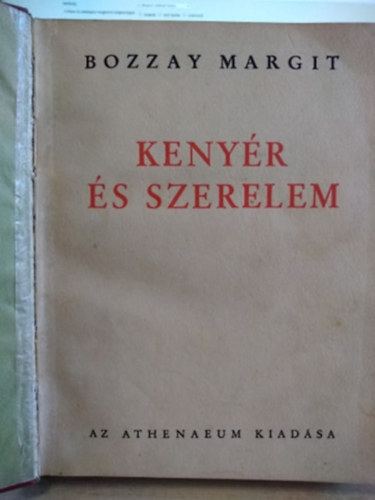 BOZZAY MARGIT
KENYÉR
ÉS SZERELEM
AZ ATHENAEUM KIADÁSA